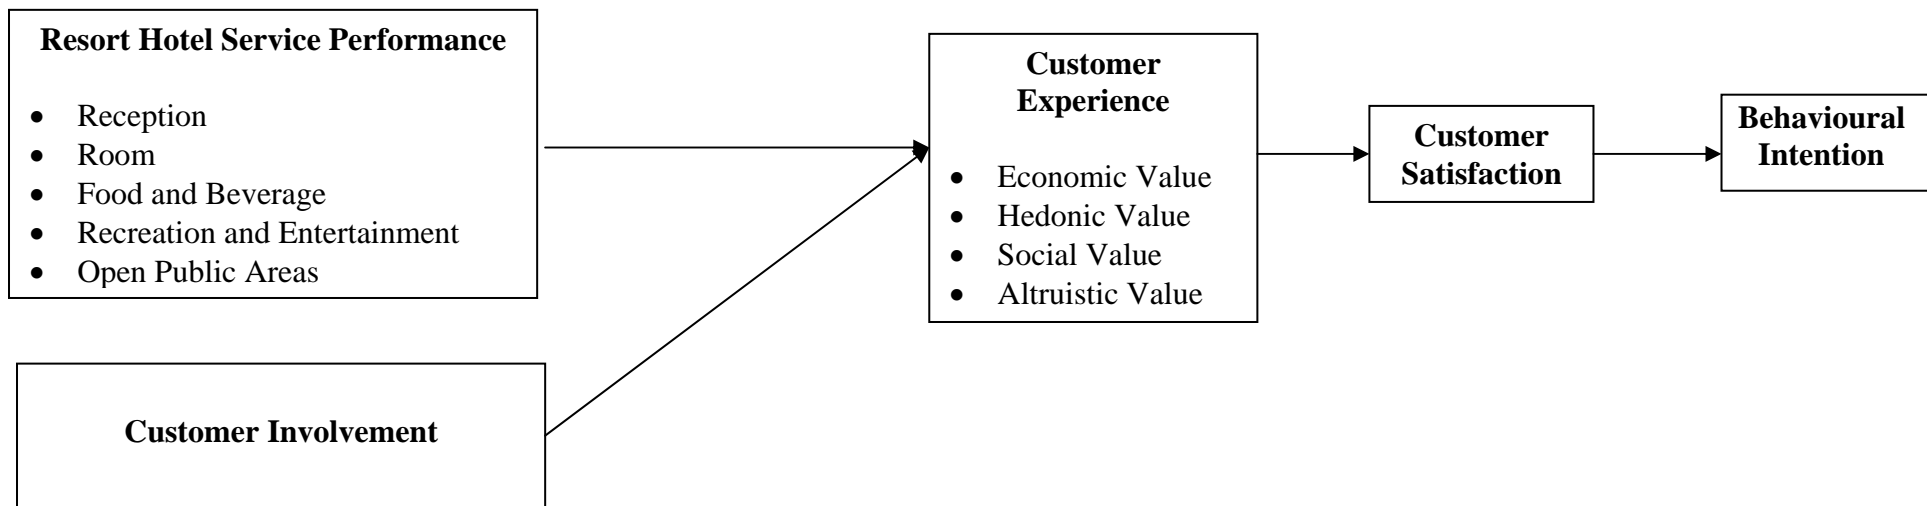 Resort Hotel Service Performance
• Reception
• Room
• Food and Beverage
• Recreation and Entertainment
• Open Public Areas
Customer Involvement
Customer
Experience
• Economic Value
• Hedonic Value
• Social Value
• Altruistic Value
Customer
Satisfaction
Behavioural
Intention